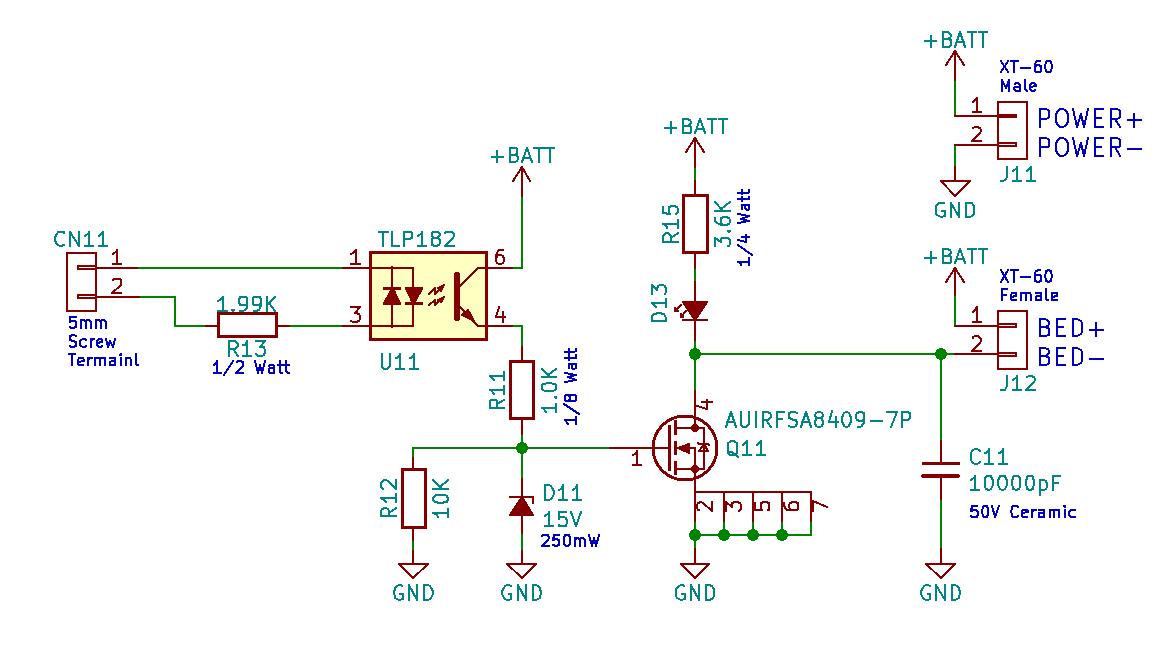 +BATT
XT-60
Male
1
POWER+
2
POWER-
J11
GND
+BATT
R15
3.6K
1/4 Watt
D13
+BATT
CN11
1
2
5mm
Screw
Termainl
1.99K
R13
1/2 Watt
TLP182
1
3
6
4
U11
R11
1.0K
1/8 Watt
+BATT
XT-60
Female
1
BED+
2
BED-
J12
4
AUIRFSA8409-7P
Q11
1
2
3
5
6
7
R12
10K
D11
15V
250mW
C11
10000pF
50V Ceramic
GND
GND
GND
GND